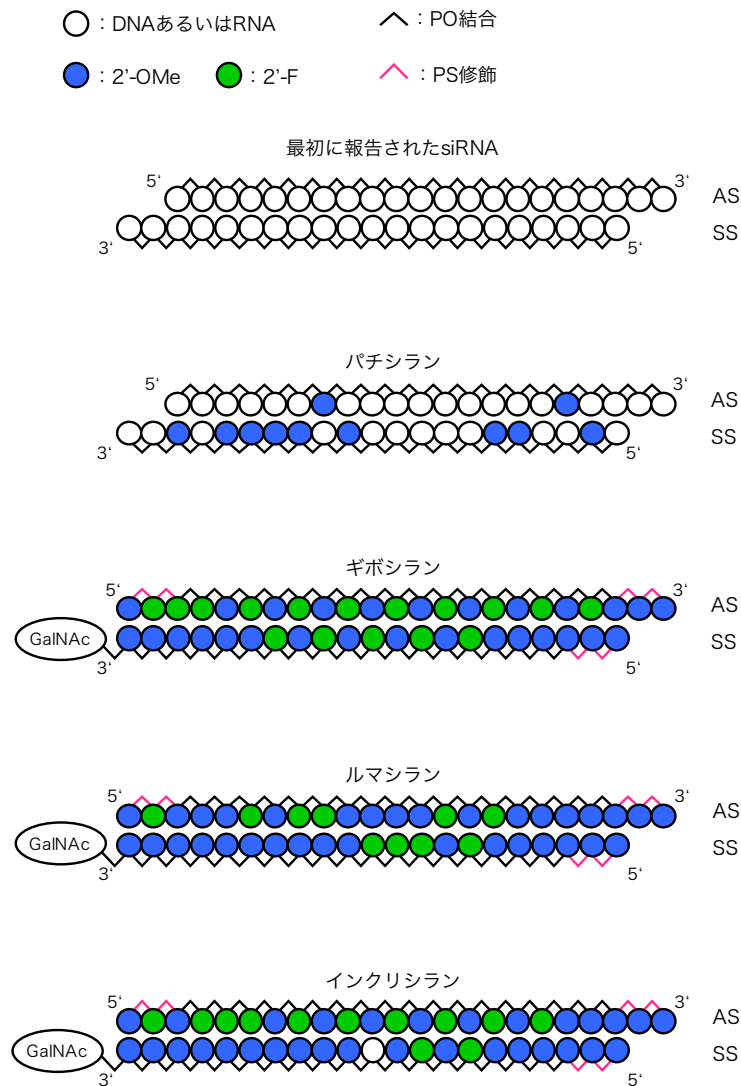 ：DNAあるいはRNA ：PO結合
：2’-OMe ：2’-F ：PS修飾
最初に報告されたsiRNA
5‘ 3‘ AS
3‘ 5‘ SS
パチシラン
5‘ 3‘ AS
3‘ 5‘ SS
ギボシラン
5‘ 3‘ AS
GalNAc SS
3‘ 5‘
ルマシラン
5‘ 3‘ AS
GalNAc SS
3‘ 5‘
インクリシラン
5‘ 3‘ AS
GalNAc SS
3‘ 5‘